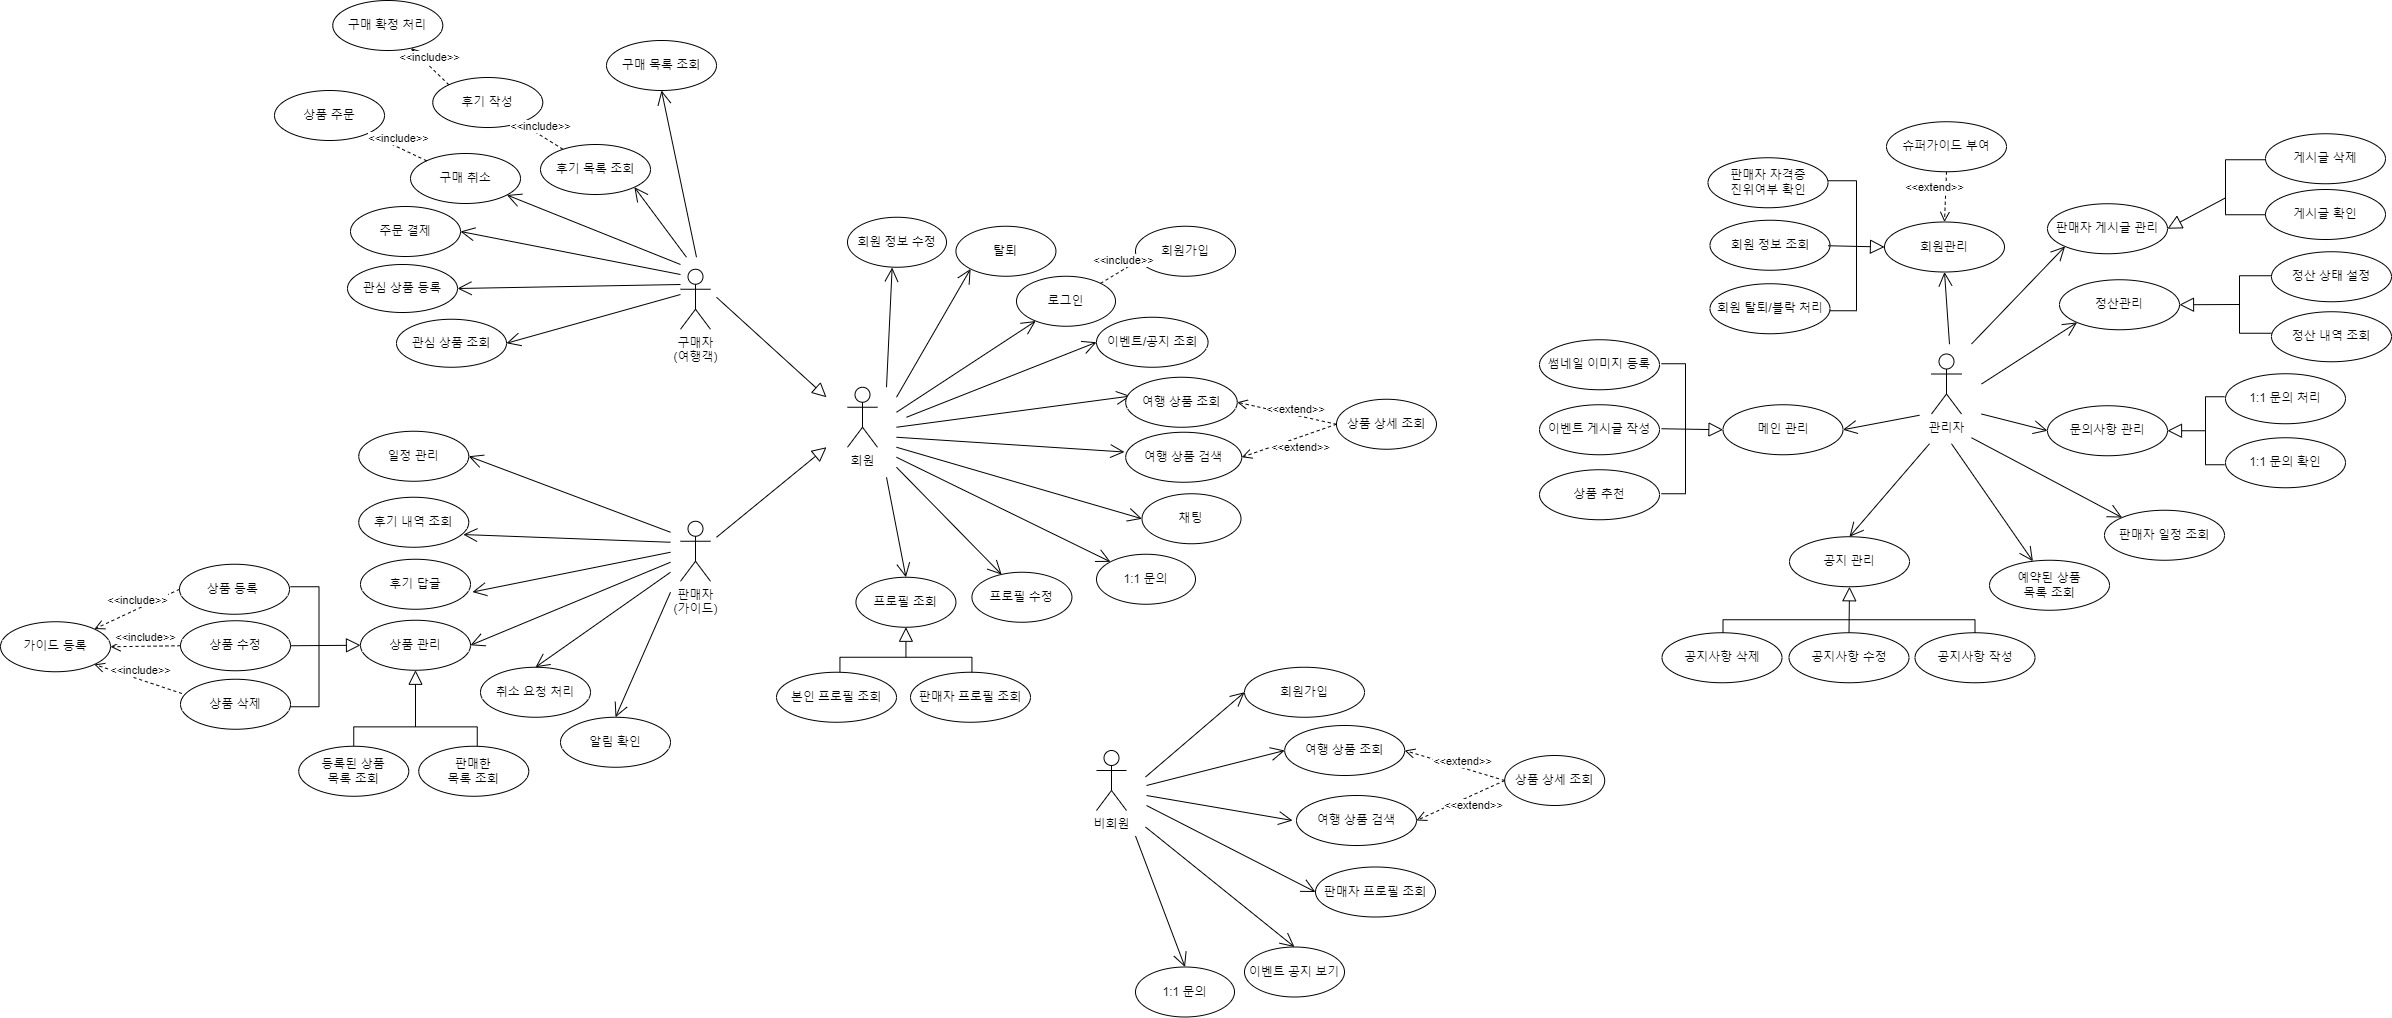 구매 확정 처리
<<include>>
후기 작성
구매 목록 조회
상품 주문
<<include>>
<<include>>
구매 취소
후기 목록 조회
주문 결제
관심 상품 등록
관심 상품 조회
구매자
(여행객)
회원 정보 수정
탈퇴
회원가입
<<include>>
로그인
이벤트/공지 조회
여행 상품 조회
<<extend>>
상품 상세 조회
<<extend>>
여행 상품 검색
회원
채팅
1:1 문의
프로필 수정
프로필 조회
본인 프로필 조회
판매자 프로필 조회
일정 관리
후기 내역 조회
후기 답글
판매자
(가이드)
상품 등록
<<include>>
가이드 등록
<<include>>
상품 수정
<<include>>
상품 삭제
상품 관리
취소 요청 처리
알림 확인
등록된 상품
목록 조회
판매한
목록 조회
회원가입
여행 상품 조회
<<extend>>
상품 상세 조회
<<extend>>
여행 상품 검색
비회원
판매자 프로필 조회
이벤트 공지 보기
1:1 문의
슈퍼가이드 부여
<<extend>>
판매자 자격증
진위여부 확인
회원 정보 조회
회원 탈퇴/블락 처리
회원관리
게시글 삭제
게시글 확인
판매자 게시글 관리
정산 상태 설정
정산관리
정산 내역 조회
썸네일 이미지 등록
이벤트 게시글 작성
상품 추천
메인 관리
관리자
문의사항 관리
1:1 문의 처리
1:1 문의 확인
판매자 일정 조회
예약된 상품
목록 조회
공지 관리
공지사항 삭제
공지사항 수정
공지사항 작성